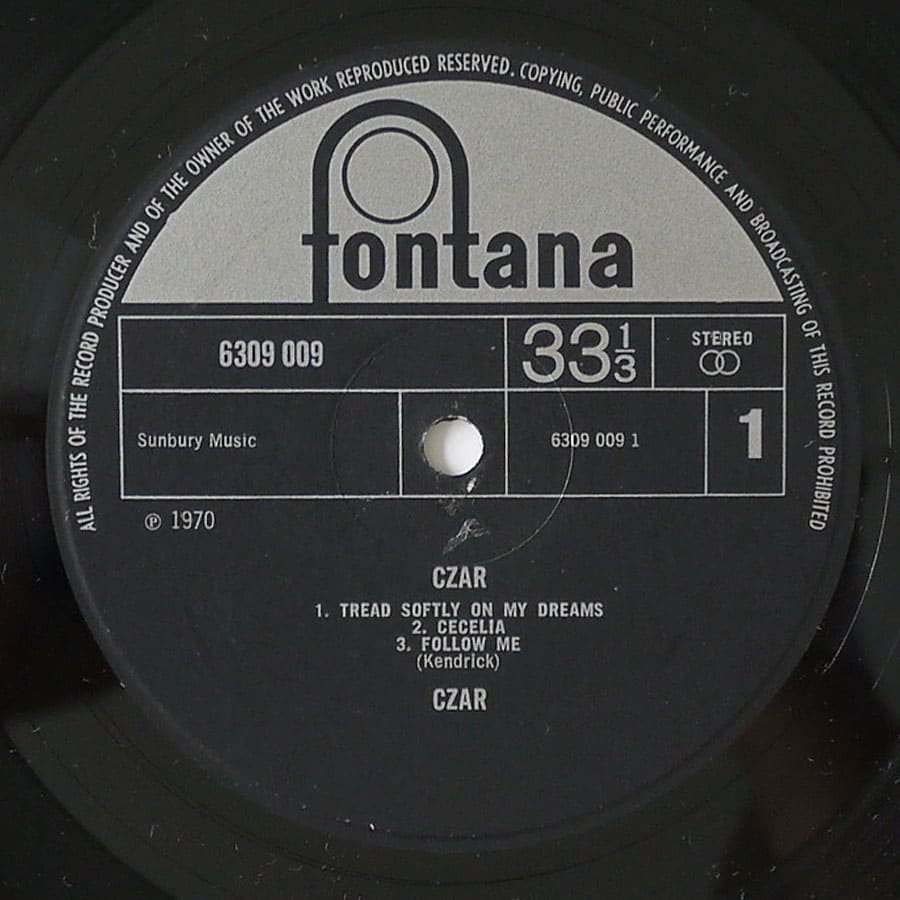 ALL RIGHTS OF THE RECORD PRODUCER AND OF THE OWNER OF THE WORK REPRODUCED RESERVED. COPYING, PUBLIC PERFORMANCE AND BROADCASTING OF THIS RECORD PROHIBITED
fontana
6309 009
33 1/3
STEREO
Sunbury Music
6309 009 1
1
℗ 1970
CZAR
1. TREAD SOFTLY ON MY DREAMS
2. CECELIA
3. FOLLOW ME
(Kendrick)
CZAR